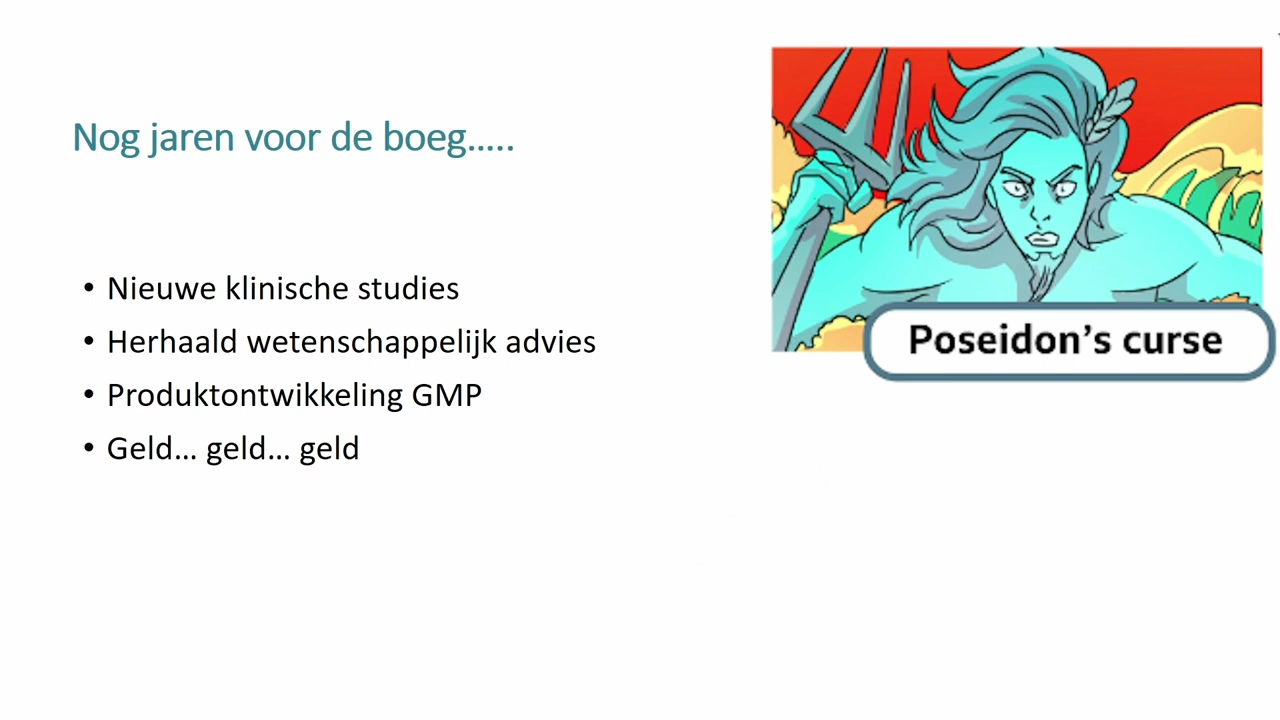 Nog jaren voor de boeg.....
• Nieuwe klinische studies
• Herhaald wetenschappelijk advies
• Produktontwikkeling GMP
• Geld... geld... geld
Poseidon's curse